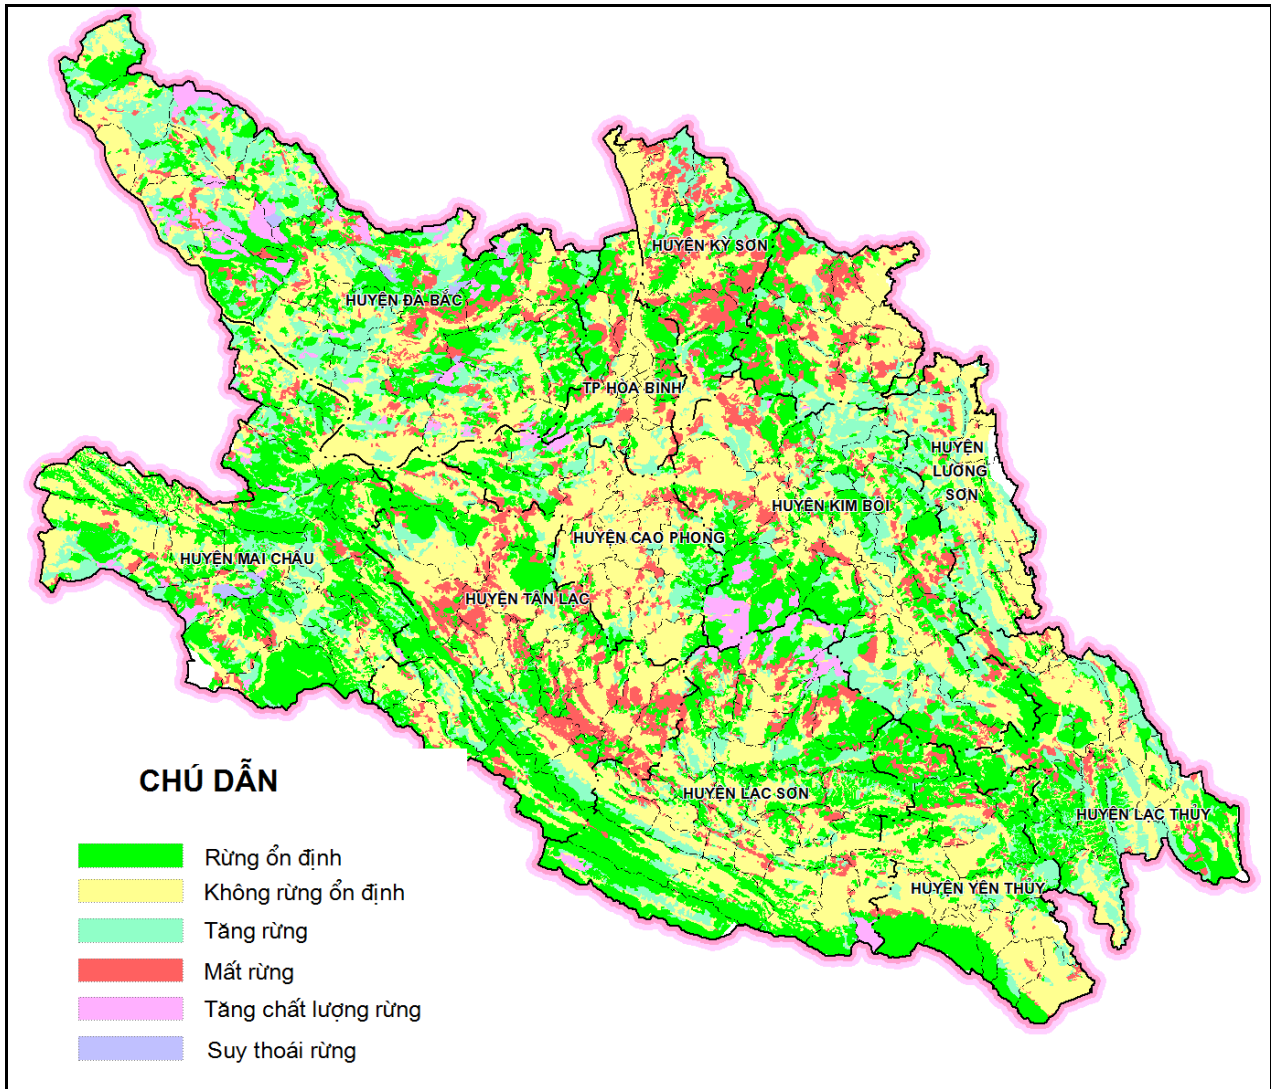 HUYỆN KỲ SƠN
HUYỆN ĐÀ BẮC
TP HOA BÌNH
HUYỆN
LƯƠNG
SƠN
HUYỆN KIM BÔI
HUYỆN CAO PHONG
HUYỆN MAI CHÂU
HUYỆN TÂN LẠC
HUYỆN LẠC SƠN
HUYỆN LẠC THỦY
HUYỆN YÊN THỦY
CHÚ DẪN
Rừng ổn định
Không rừng ổn định
Tăng rừng
Mất rừng
Tăng chất lượng rừng
Suy thoái rừng